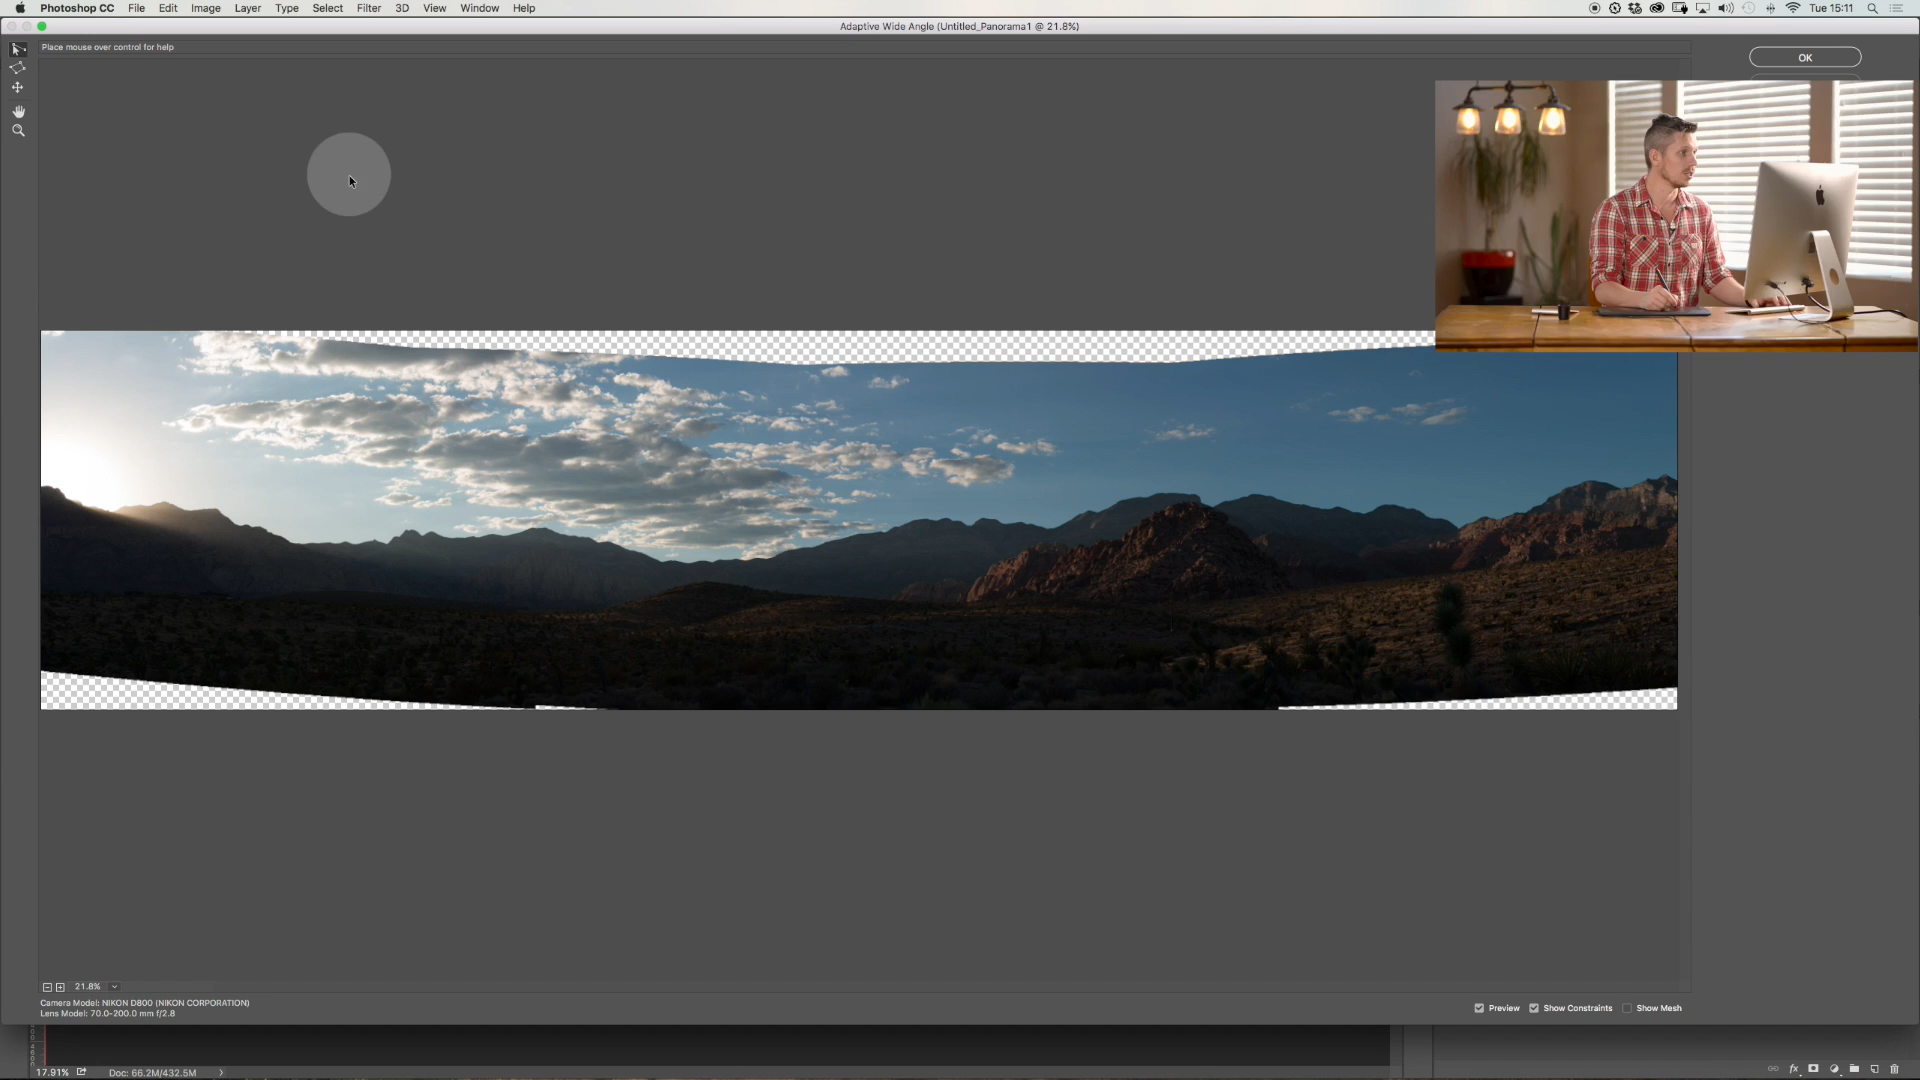 Photoshop CC File Edit Image Layer Type Select Filter 3D View Window Help Tue 15:11
Adaptive Wide Angle (Untitled_Panorama1 @ 21.8%)
Place mouse over control for help
OK
21.8%
Camera Model: NIKON D800 (NIKON CORPORATION)
Lens Model: 70.0-200.0 mm f/2.8
Preview Show Constraints Show Mesh
17.91% Doc: 66.2M/432.5M
fx